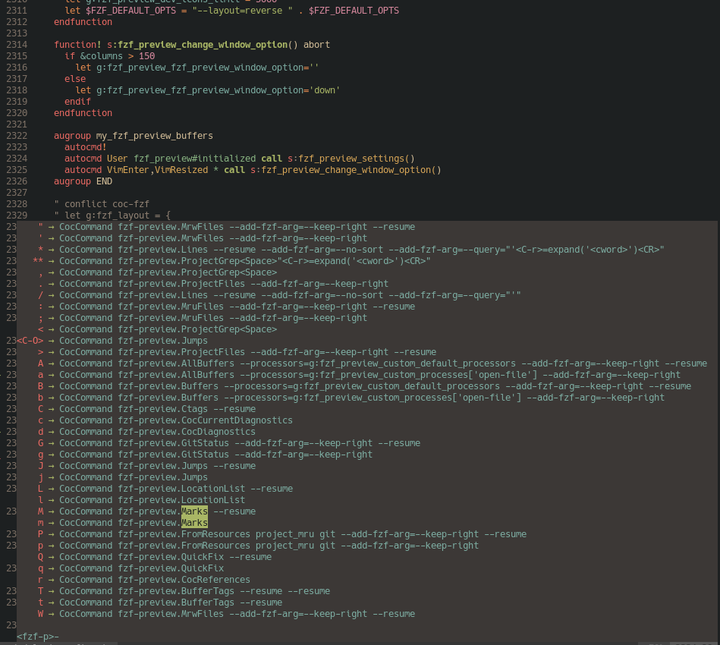 2311 let $FZF_DEFAULT_OPTS = "--layout=reverse " . $FZF_DEFAULT_OPTS
2312 endfunction
2313
2314 function! s:fzf_preview_change_window_option() abort
2315 if &columns > 150
2316 let g:fzf_preview_fzf_preview_window_option=''
2317 else
2318 let g:fzf_preview_fzf_preview_window_option='down'
2319 endif
2320 endfunction
2321
2322 augroup my_fzf_preview_buffers
2323 autocmd!
2324 autocmd User fzf_preview#initialized call s:fzf_preview_settings()
2325 autocmd VimEnter,VimResized * call s:fzf_preview_change_window_option()
2326 augroup END
2327
2328 " conflict coc-fzf
2329 " let g:fzf_layout = {
23 " → CocCommand fzf-preview.MrwFiles --add-fzf-arg=--keep-right --resume
23 ' → CocCommand fzf-preview.MrwFiles --add-fzf-arg=--keep-right
23 * → CocCommand fzf-preview.Lines --resume --add-fzf-arg=--no-sort --add-fzf-arg=--query="'<C-r>=expand('<cword>')<CR>"
23 ** → CocCommand fzf-preview.ProjectGrep<Space>"<C-r>=expand('<cword>')<CR>"
, → CocCommand fzf-preview.ProjectGrep<Space>
23 . → CocCommand fzf-preview.ProjectFiles --add-fzf-arg=--keep-right
23 / → CocCommand fzf-preview.Lines --resume --add-fzf-arg=--no-sort --add-fzf-arg=--query="'"
23 : → CocCommand fzf-preview.MruFiles --add-fzf-arg=--keep-right --resume
23 ; → CocCommand fzf-preview.MruFiles --add-fzf-arg=--keep-right
< → CocCommand fzf-preview.ProjectGrep<Space>
23<C-O> → CocCommand fzf-preview.Jumps
> → CocCommand fzf-preview.ProjectFiles --add-fzf-arg=--keep-right --resume
23 A → CocCommand fzf-preview.AllBuffers --processors=g:fzf_preview_custom_default_processors --add-fzf-arg=--keep-right --resume
23 a → CocCommand fzf-preview.AllBuffers --processors=g:fzf_preview_custom_processes['open-file'] --add-fzf-arg=--keep-right
23 B → CocCommand fzf-preview.Buffers --processors=g:fzf_preview_custom_default_processors --add-fzf-arg=--keep-right --resume
23 b → CocCommand fzf-preview.Buffers --processors=g:fzf_preview_custom_processes['open-file'] --add-fzf-arg=--keep-right
23 C → CocCommand fzf-preview.Ctags --resume
23 c → CocCommand fzf-preview.CocCurrentDiagnostics
23 d → CocCommand fzf-preview.CocDiagnostics
23 G → CocCommand fzf-preview.GitStatus --add-fzf-arg=--keep-right --resume
23 g → CocCommand fzf-preview.GitStatus --add-fzf-arg=--keep-right
23 J → CocCommand fzf-preview.Jumps --resume
j → CocCommand fzf-preview.Jumps
23 L → CocCommand fzf-preview.LocationList --resume
l → CocCommand fzf-preview.LocationList
23 M → CocCommand fzf-preview.Marks --resume
m → CocCommand fzf-preview.Marks
23 P → CocCommand fzf-preview.FromResources project_mru git --add-fzf-arg=--keep-right --resume
23 p → CocCommand fzf-preview.FromResources project_mru git --add-fzf-arg=--keep-right
Q → CocCommand fzf-preview.QuickFix --resume
23 q → CocCommand fzf-preview.QuickFix
r → CocCommand fzf-preview.CocReferences
23 T → CocCommand fzf-preview.BufferTags --resume --resume
23 t → CocCommand fzf-preview.BufferTags --resume
W → CocCommand fzf-preview.MrwFiles --add-fzf-arg=--keep-right --resume
23
<fzf-p>-